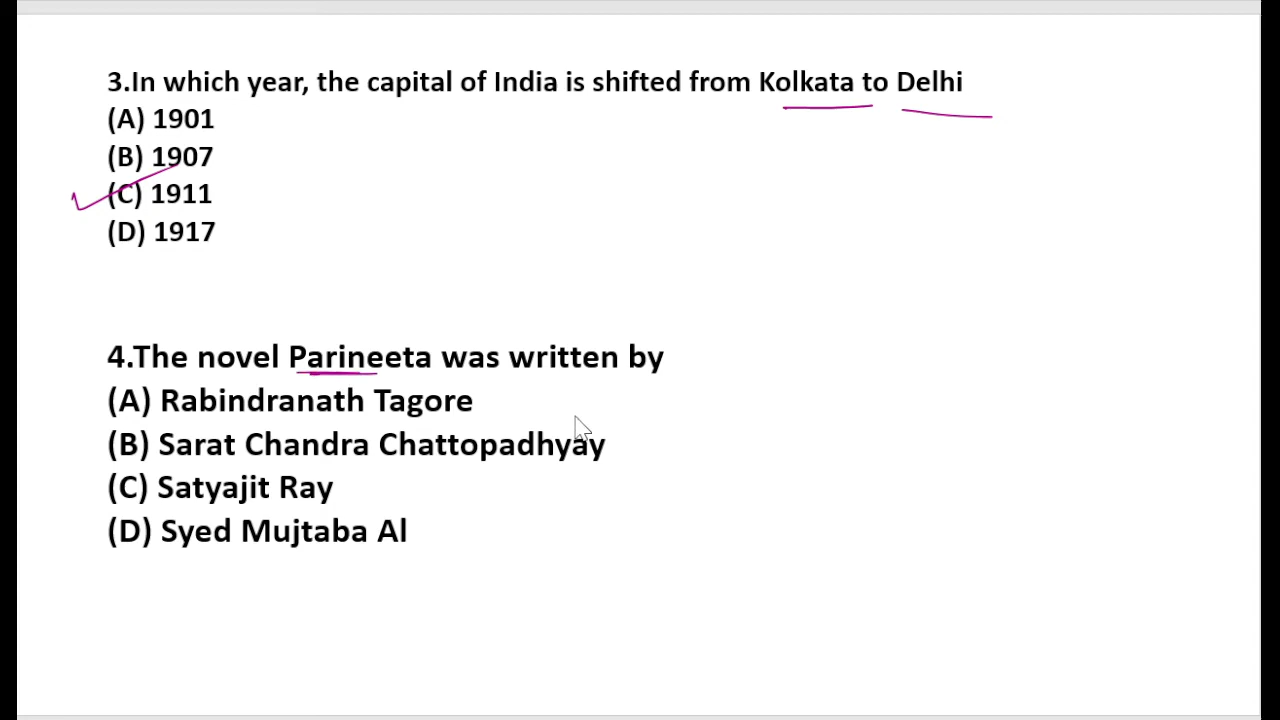 3.In which year, the capital of India is shifted from Kolkata to Delhi
(A) 1901
(B) 1907
(C) 1911
(D) 1917
4.The novel Parineeta was written by
(A) Rabindranath Tagore
(B) Sarat Chandra Chattopadhyay
(C) Satyajit Ray
(D) Syed Mujtaba Al